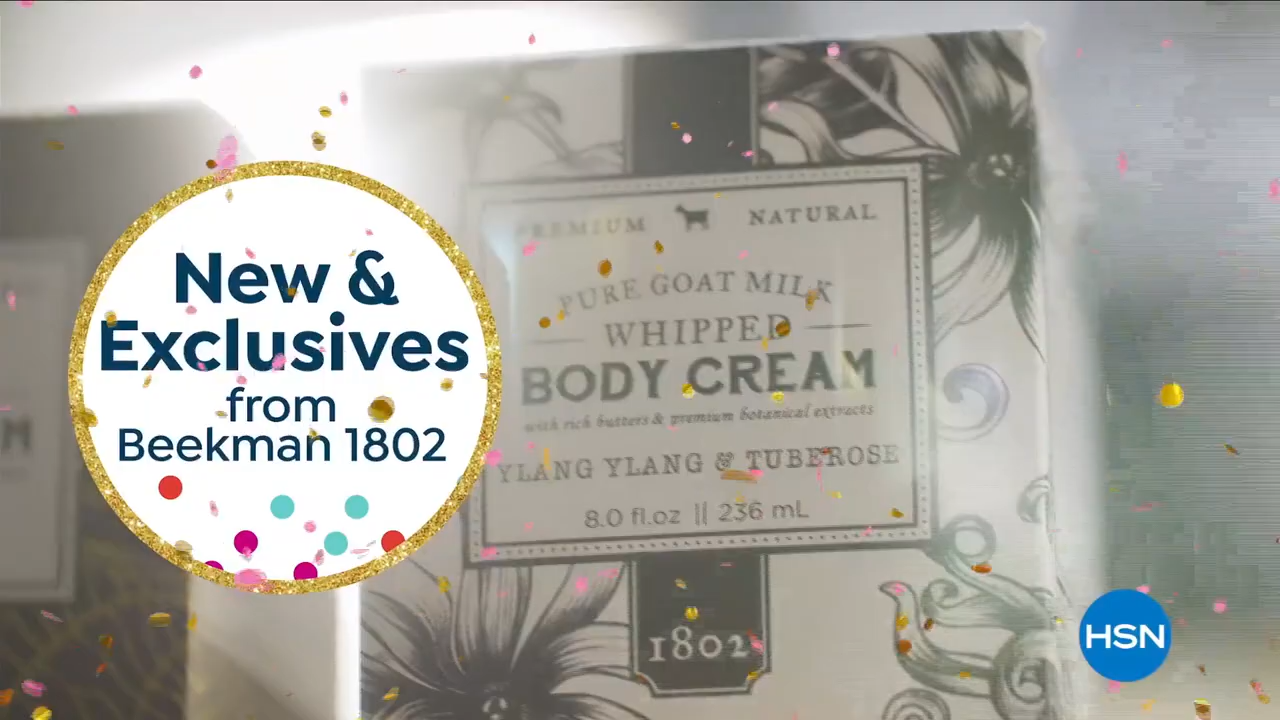 New &
Exclusives
from
Beekman 1802
PREMIUM NATURAL
PURE GOAT MILK
WHIPPED
BODY CREAM
with rich butters & premium botanical extracts
YLANG YLANG & TUBEROSE
8.0 fl.oz || 236 mL
1802
HSN